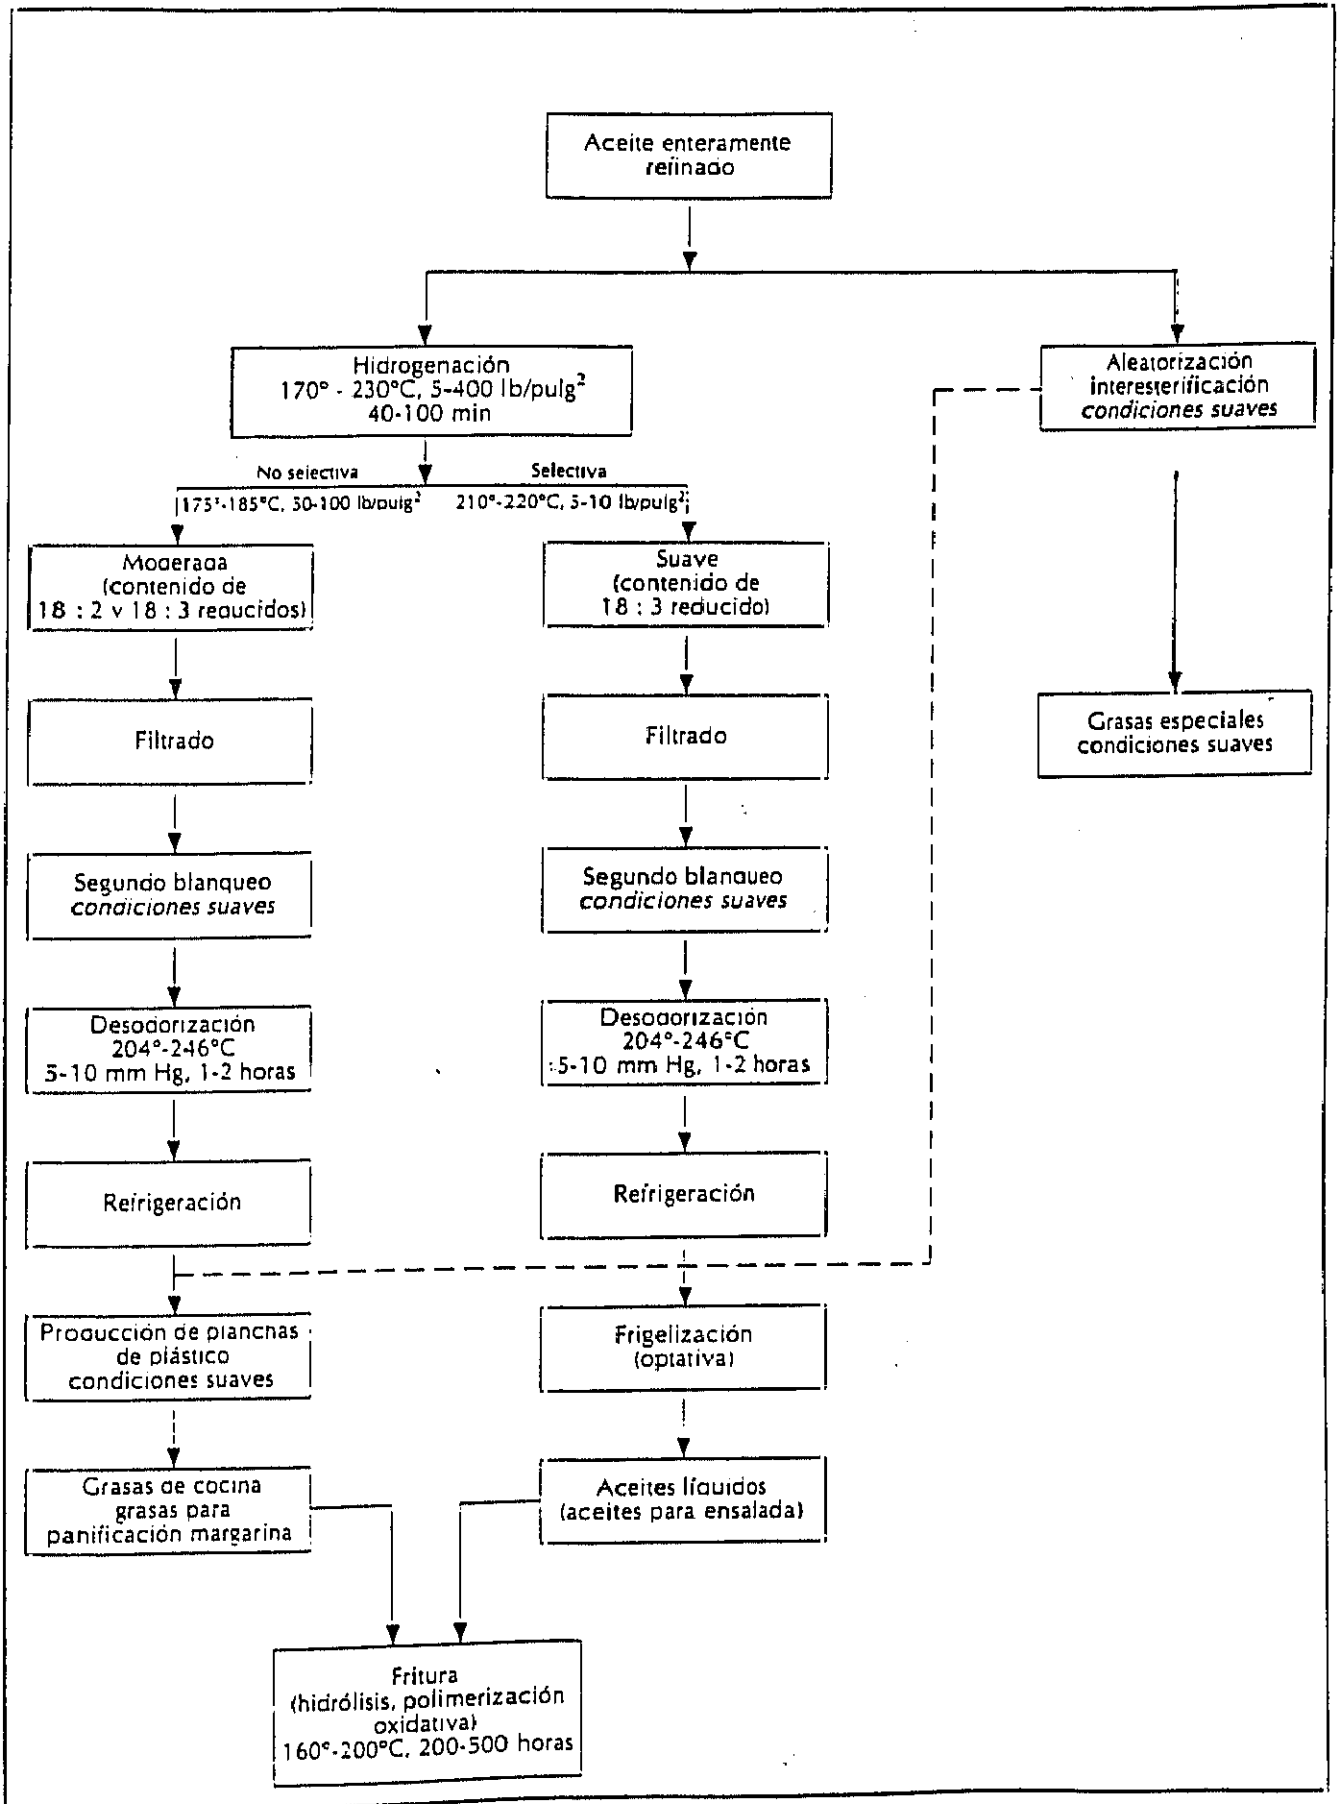 Aceite enteramente
refinado
Hidrogenación
170° - 230°C, 5-400 lb/pulg²
40-100 min
Aleatorización
interesterificación
condiciones suaves
No selectiva
175°-185°C, 30-100 lb/pulg²
Selectiva
210°-220°C, 5-10 lb/pulg²
Moderada
(contenido de
18 : 2 y 18 : 3 reducidos)
Suave
(contenido de
18 : 3 reducido)
Filtrado
Filtrado
Grasas especiales
condiciones suaves
Segundo blanqueo
condiciones suaves
Segundo blanqueo
condiciones suaves
Desodorización
204°-246°C
5-10 mm Hg, 1-2 horas
Desodorización
204°-246°C
5-10 mm Hg, 1-2 horas
Refrigeración
Refrigeración
Producción de planchas
de plástico
condiciones suaves
Frigelización
(optativa)
Grasas de cocina
grasas para
panificación margarina
Aceites líquidos
(aceites para ensalada)
Fritura
(hidrólisis, polimerización
oxidativa)
160°-200°C, 200-500 horas